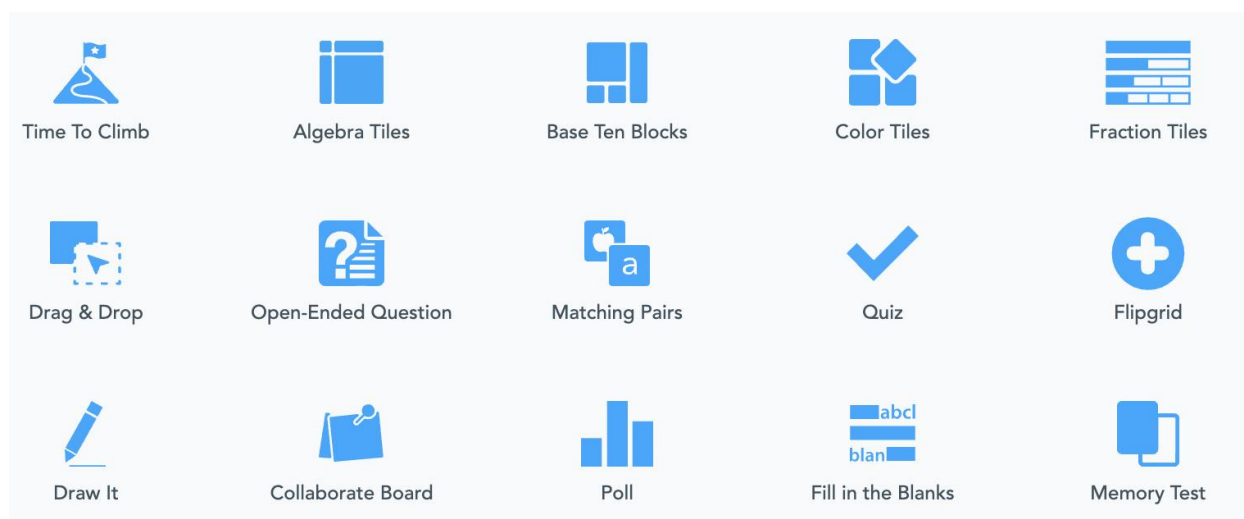 Time To Climb
Algebra Tiles
Base Ten Blocks
Color Tiles
Fraction Tiles
?
a
Drag & Drop
Open-Ended Question
Matching Pairs
Quiz
Flipgrid
abcl
blan
Draw It
Collaborate Board
Poll
Fill in the Blanks
Memory Test